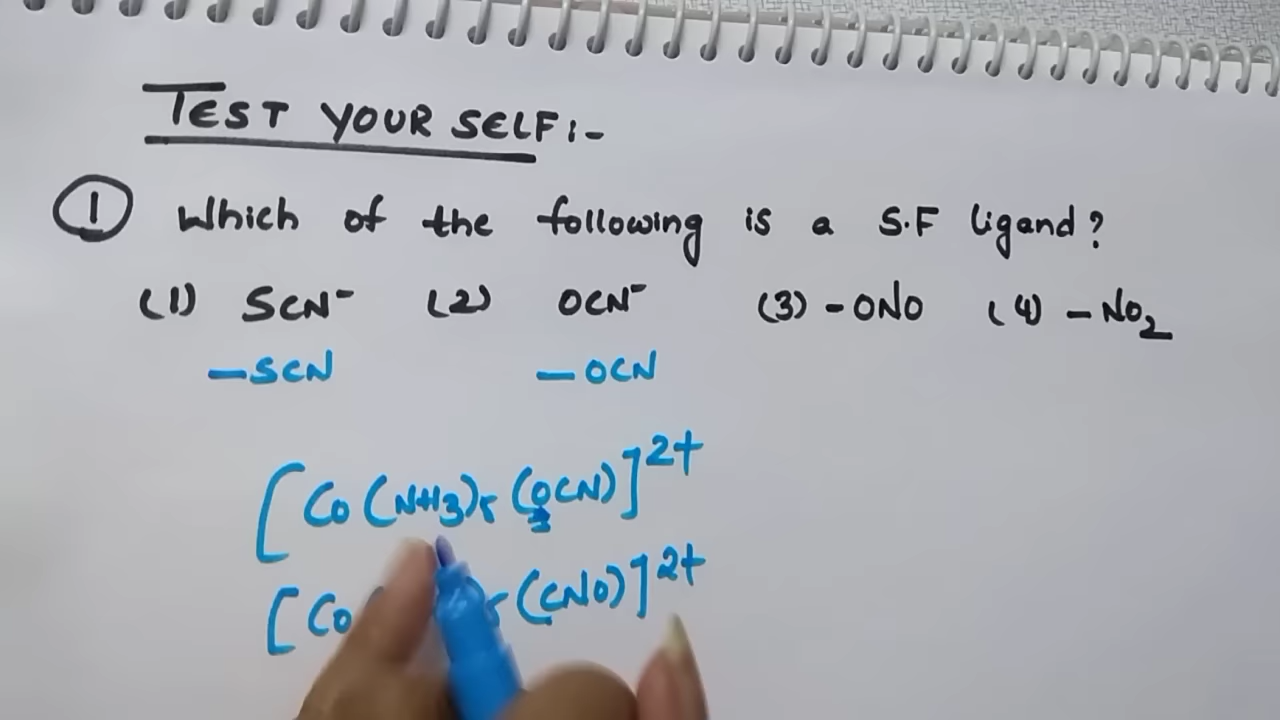 TEST YOUR SELF:-
(1) Which of the following is a S.F ligand?
(1) SCN⁻ (2) OCN⁻ (3) -ONO (4) -NO₂
-SCN -OCN
[Co(NH3)5(OCN)]²⁺
[Co (CNO)]²⁺